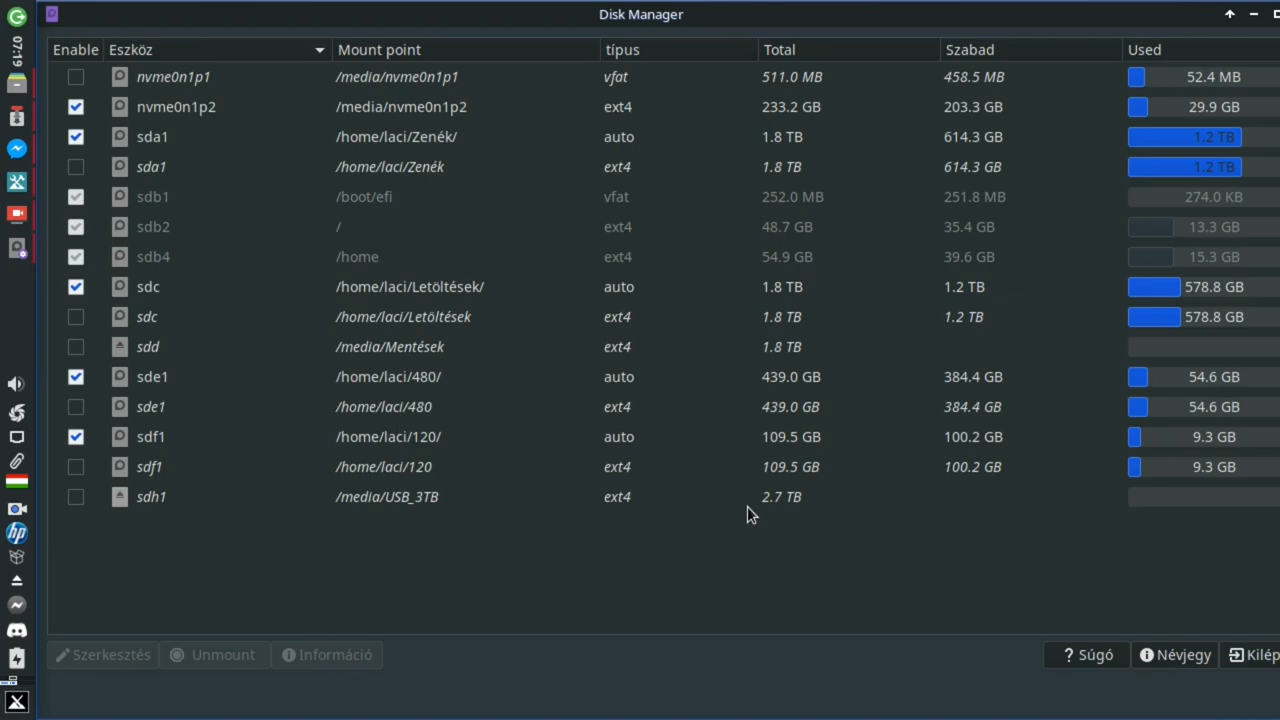 Disk Manager
07:19
Enable Eszköz Mount point típus Total Szabad Used
nvme0n1p1 /media/nvme0n1p1 vfat 511.0 MB 458.5 MB 52.4 MB
nvme0n1p2 /media/nvme0n1p2 ext4 233.2 GB 203.3 GB 29.9 GB
sda1 /home/laci/Zenék/ auto 1.8 TB 614.3 GB 1.2 TB
sda1 /home/laci/Zenék ext4 1.8 TB 614.3 GB 1.2 TB
sdb1 /boot/efi vfat 252.0 MB 251.8 MB 274.0 KB
sdb2 / ext4 48.7 GB 35.4 GB 13.3 GB
sdb4 /home ext4 54.9 GB 39.6 GB 15.3 GB
sdc /home/laci/Letöltések/ auto 1.8 TB 1.2 TB 578.8 GB
sdc /home/laci/Letöltések ext4 1.8 TB 1.2 TB 578.8 GB
sdd /media/Mentések ext4 1.8 TB
sde1 /home/laci/480/ auto 439.0 GB 384.4 GB 54.6 GB
sde1 /home/laci/480 ext4 439.0 GB 384.4 GB 54.6 GB
sdf1 /home/laci/120/ auto 109.5 GB 100.2 GB 9.3 GB
sdf1 /home/laci/120 ext4 109.5 GB 100.2 GB 9.3 GB
sdh1 /media/USB_3TB ext4 2.7 TB
hp
Szerkesztés Unmount Információ ? Súgó Névjegy Kilép